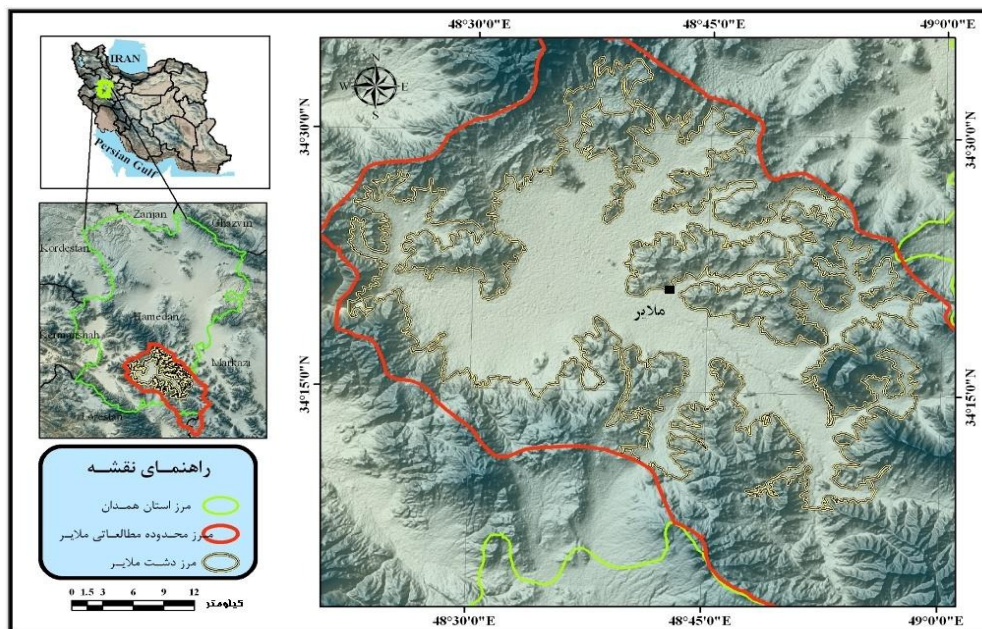 48°30'0"E 48°45'0"E 49°0'0"E
IRAN
Persian Gulf
N
W E
S
34°30'0"N
34°15'0"N
34°30'0"N
34°15'0"N
Zanjan
Ghazvin
Kordestan
Hamedan
Kermanshah
Markazi
Lorestan
ملایر
راهنمـای نقشـه
مرز استان همـدان
مـرز محـدوده مطالعـاتی ملایـر
مرز دشـت ملایـر
0 1.5 3 6 9 12
کیلومتر
48°30'0"E 48°45'0"E 49°0'0"E